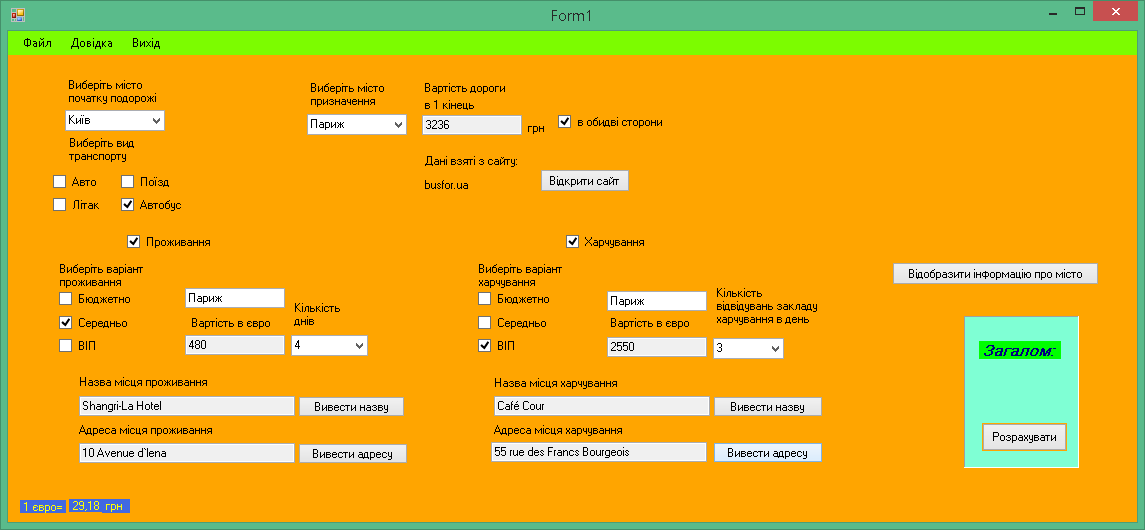 Form1
Файл Довідка Вихід
Виберіть місто
початку подорожі
Київ
Виберіть місто
призначення
Париж
Вартість дороги
в 1 кінець
3236 грн
в обидві сторони
Виберіть вид
транспорту
Авто Поїзд
Літак Автобус
Дані взяті з сайту:
busfor.ua
Відкрити сайт
Проживання
Харчування
Виберіть варіант
проживання
Бюджетно
Середньо
ВІП
Париж
Вартість в євро
480
Кількість
днів
4
Виберіть варіант
харчування
Бюджетно
Середньо
ВІП
Париж
Вартість в євро
2550
Кількість
відвідувань закладу
харчування в день
3
Відобразити інформацію про місто
Назва місця проживання
Shangri-La Hotel Вивести назву
Адреса місця проживання
10 Avenue d`Iena Вивести адресу
Назва місця харчування
Café Cour Вивести назву
Адреса місця харчування
55 rue des Francs Bourgeois Вивести адресу
Загалом:
Розрахувати
1 євро= 29,18 грн